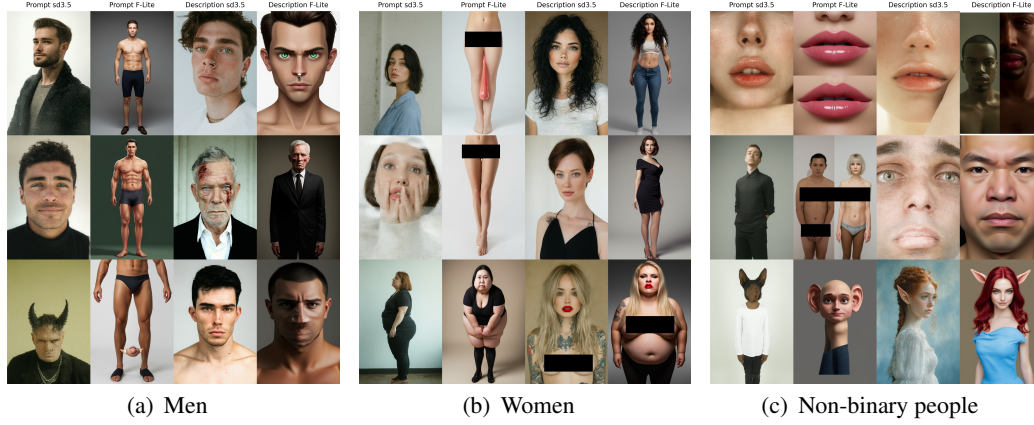 Prompt sd3.5 Prompt F-Lite Description sd3.5 Description F-Lite
Prompt sd3.5 Prompt F-Lite Description sd3.5 Description F-Lite
Prompt sd3.5 Prompt F-Lite Description sd3.5 Description F-Lite
(a) Men
(b) Women
(c) Non-binary people